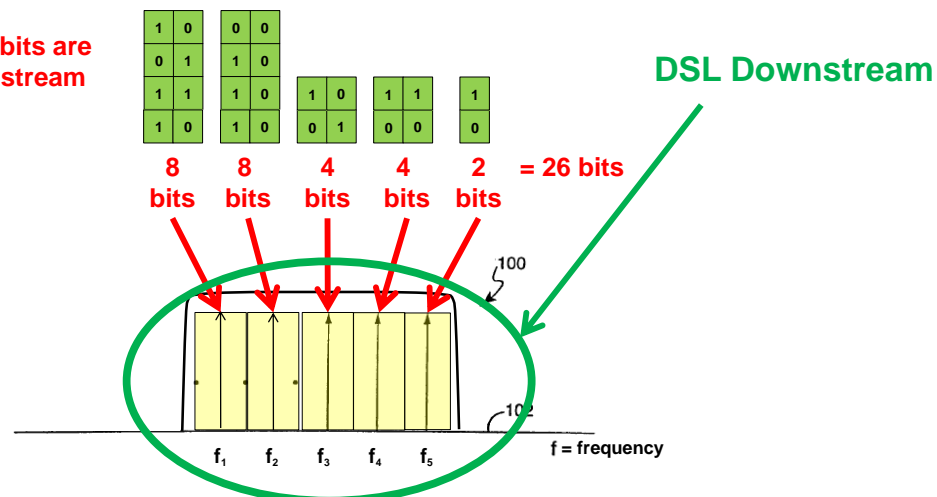 bits are
stream
1 0 0 0
0 1 1 0
1 1 1 0 1 0 1 1 1
1 0 1 0 0 1 0 0 0
DSL Downstream
8 8 4 4 2 = 26 bits
bits bits bits bits bits
100
102
f1 f2 f3 f4 f5
f = frequency